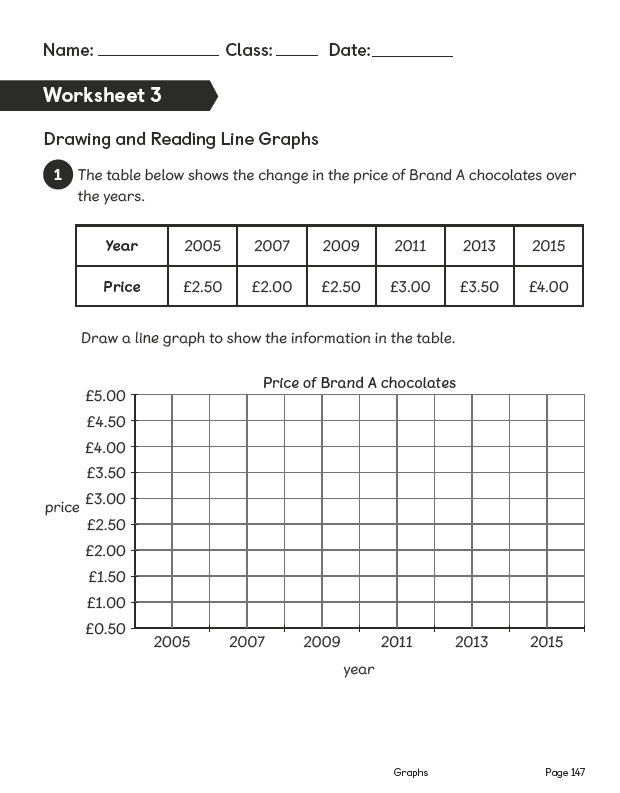 Name: ____________ Class: _____ Date: _________
Worksheet 3
Drawing and Reading Line Graphs
1 The table below shows the change in the price of Brand A chocolates over
the years.
Year 2005 2007 2009 2011 2013 2015
Price £2.50 £2.00 £2.50 £3.00 £3.50 £4.00
Draw a line graph to show the information in the table.
Price of Brand A chocolates
£5.00
£4.50
£4.00
£3.50
£3.00
price
£2.50
£2.00
£1.50
£1.00
£0.50
2005 2007 2009 2011 2013 2015
year
Graphs Page 147